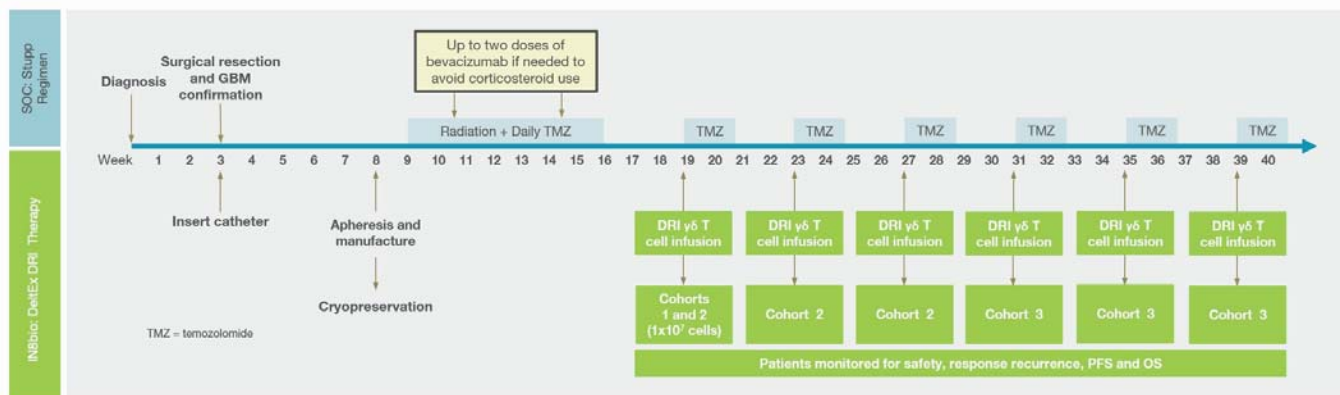 SOC: Stupp
Regimen
Diagnosis
Surgical resection
and GBM
confirmation
Up to two doses of
bevacizumab if needed to
avoid corticosteroid use
Radiation + Daily TMZ
TMZ
TMZ
TMZ
TMZ
TMZ
TMZ
Week 1 2 3 4 5 6 7 8 9 10 11 12 13 14 15 16 17 18 19 20 21 22 23 24 25 26 27 28 29 30 31 32 33 34 35 36 37 38 39 40
IN8bio: DeltEx DRI Therapy
Insert catheter
Apheresis and
manufacture
Cryopreservation
TMZ = temozolomide
DRI γδ T
cell infusion
DRI γδ T
cell infusion
DRI γδ T
cell infusion
DRI γδ T
cell infusion
DRI γδ T
cell infusion
DRI γδ T
cell infusion
Cohorts
1 and 2
(1x10⁷ cells)
Cohort 2
Cohort 2
Cohort 3
Cohort 3
Cohort 3
Patients monitored for safety, response recurrence, PFS and OS